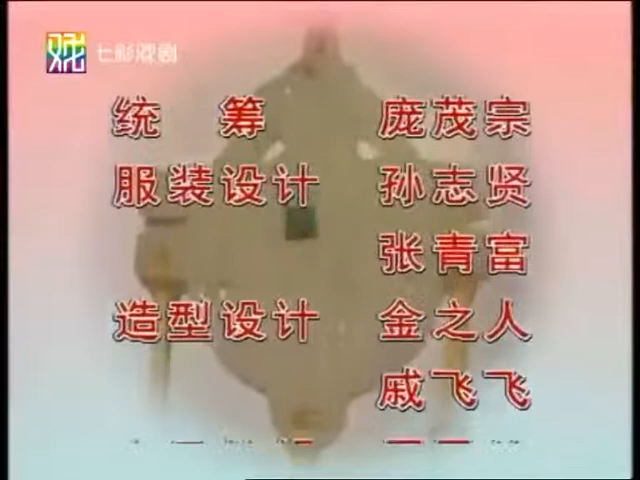 戏 七彩戏剧
统 筹 庞茂宗
服装设计 孙志贤
张青富
造型设计 金之人
戚飞飞